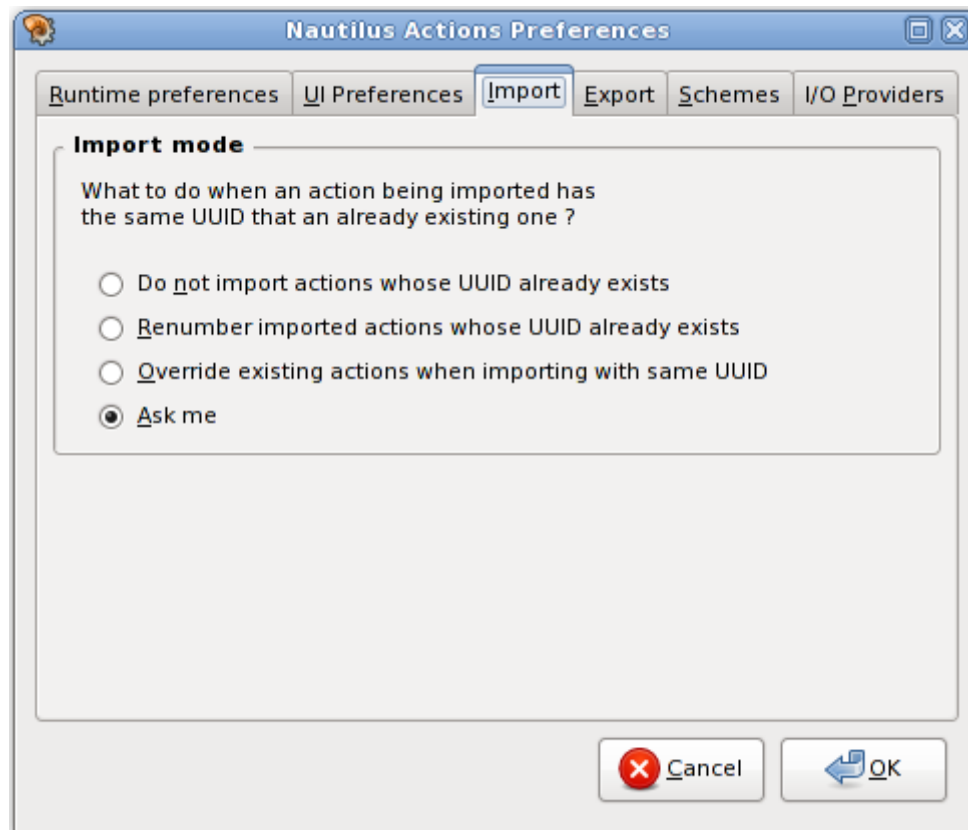 Nautilus Actions Preferences
Runtime preferences UI Preferences Import Export Schemes I/O Providers
Import mode
What to do when an action being imported has
the same UUID that an already existing one ?
Do not import actions whose UUID already exists
Renumber imported actions whose UUID already exists
Override existing actions when importing with same UUID
Ask me
Cancel OK